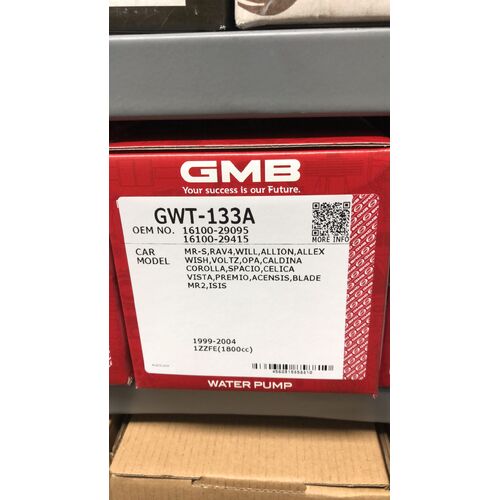 GMB
Your success is our Future.
GWT-133A
OEM NO. 16100-29095
16100-29415
MORE INFO
CAR MODEL
MR-S,RAV4,WILL,ALLION,ALLEX
WISH,VOLTZ,OPA,CALDINA
COROLLA,SPACIO,CELICA
VISTA,PREMIO,ACENSIS,BLADE
MR2,ISIS
1999-2004
1ZZFE(1800cc)
WATER PUMP